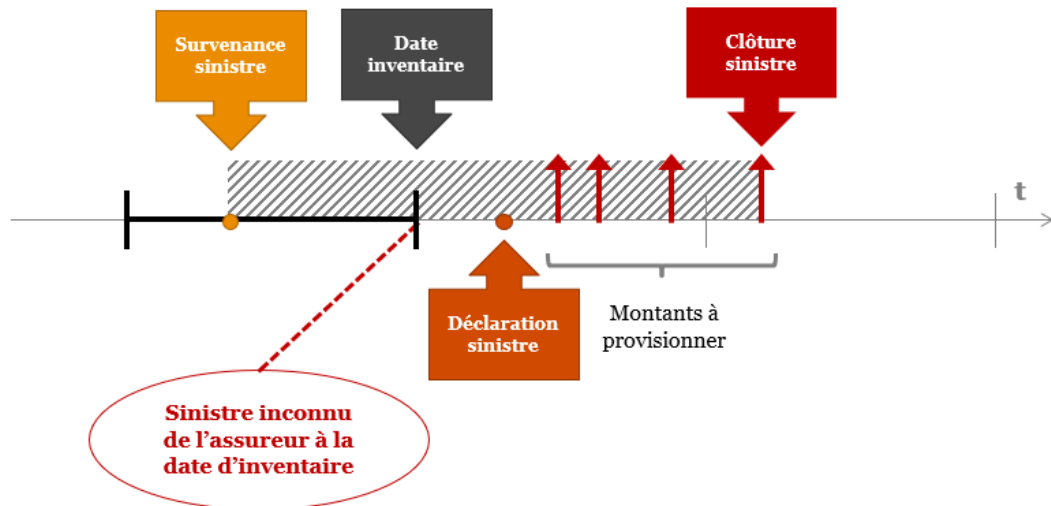 Survenance
sinistre
Date
inventaire
Clôture
sinistre
t
Déclaration
sinistre
Montants à
provisionner
Sinistre inconnu
de l'assureur à la
date d'inventaire